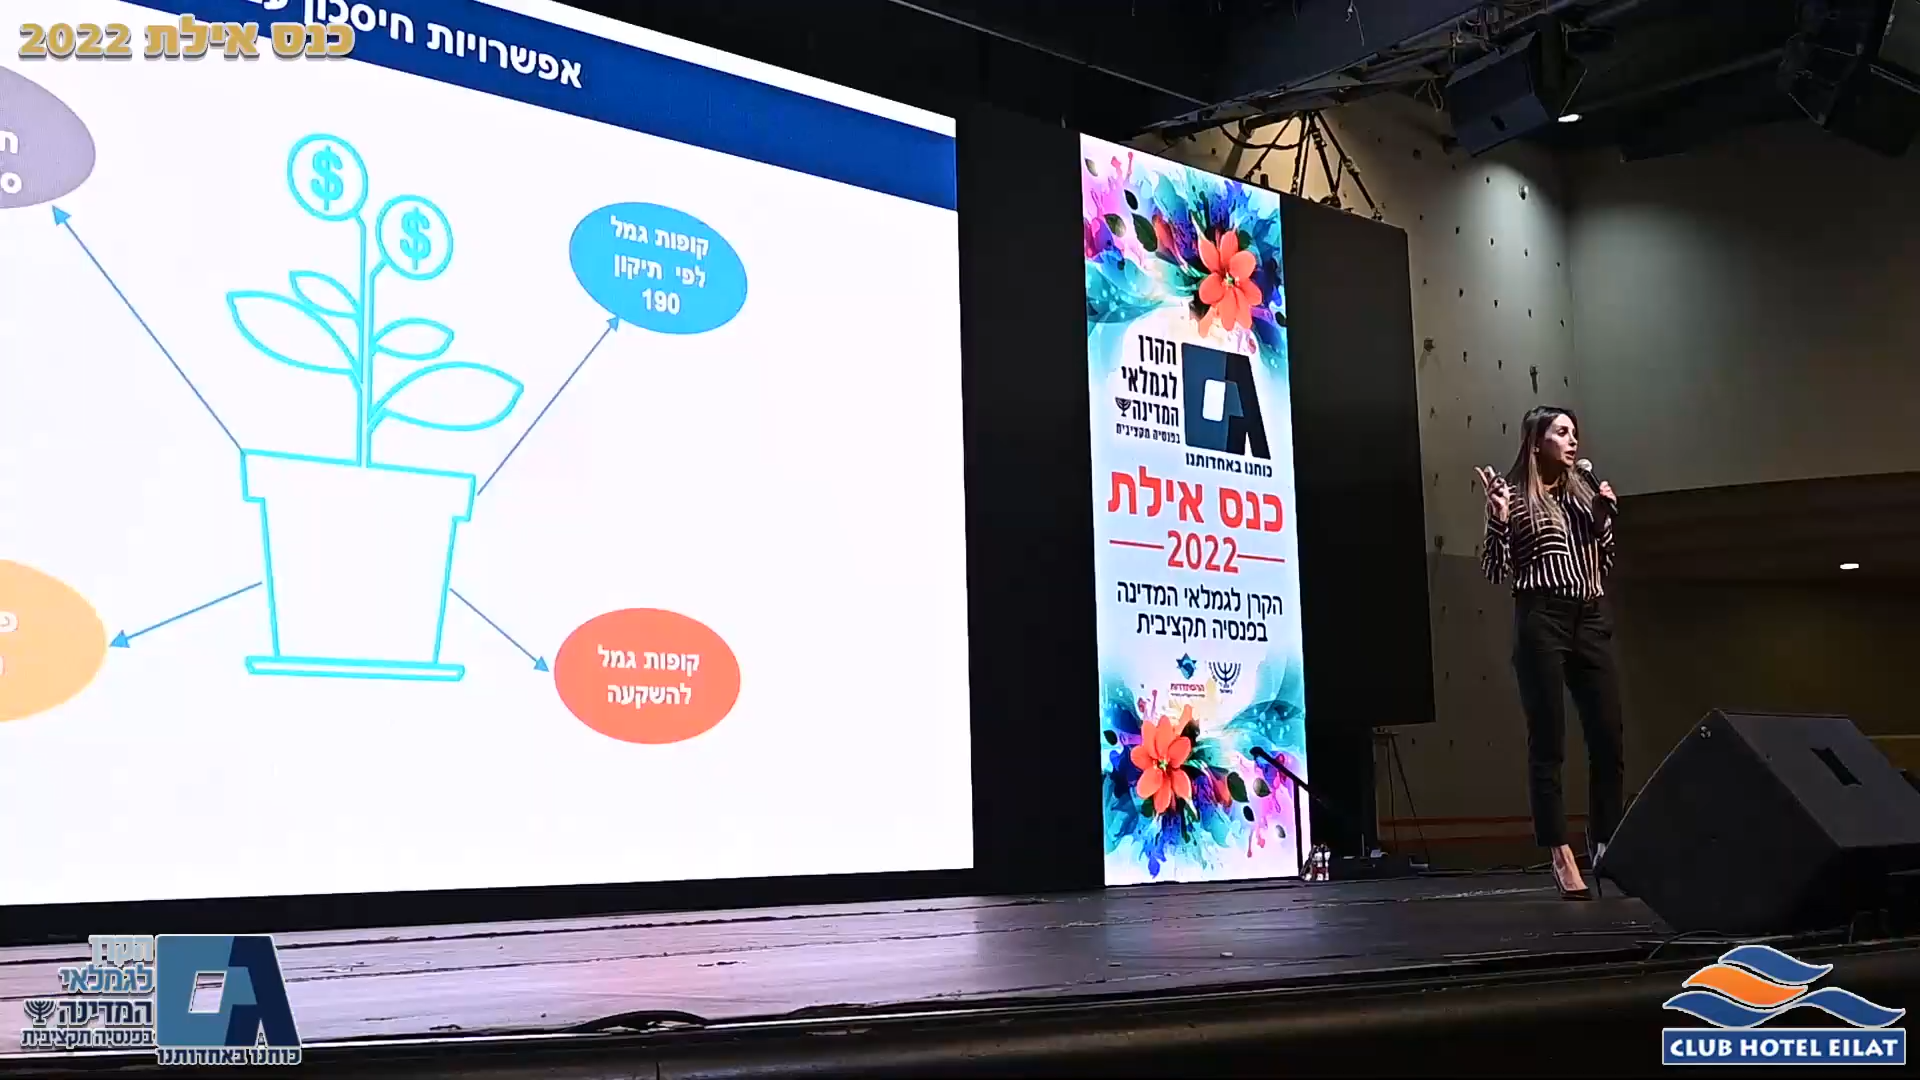 כנס אילת 2022
אפשרויות חיסכון
קופות גמל
לפי תיקון
190
קופות גמל
להשקעה
הקרן
לגמלאי
המדינה
בפנסיה תקציבית
כוחנו באחדותנו
כנס אילת
2022
הקרן לגמלאי המדינה
בפנסיה תקציבית
הקרן
לגמלאי
המדינה
בפנסיה תקציבית
כוחנו באחדותנו
CLUB HOTEL EILAT